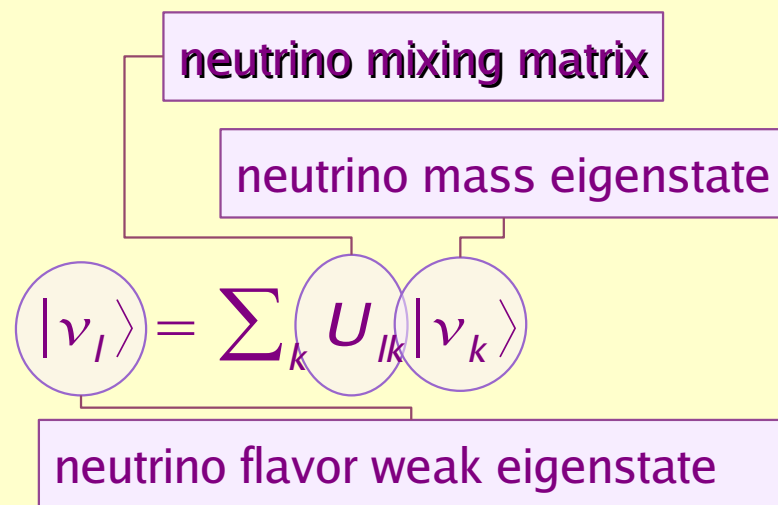 neutrino mixing matrix
neutrino mass eigenstate
|ν_l⟩ = ∑_k U_lk |ν_k⟩
neutrino flavor weak eigenstate